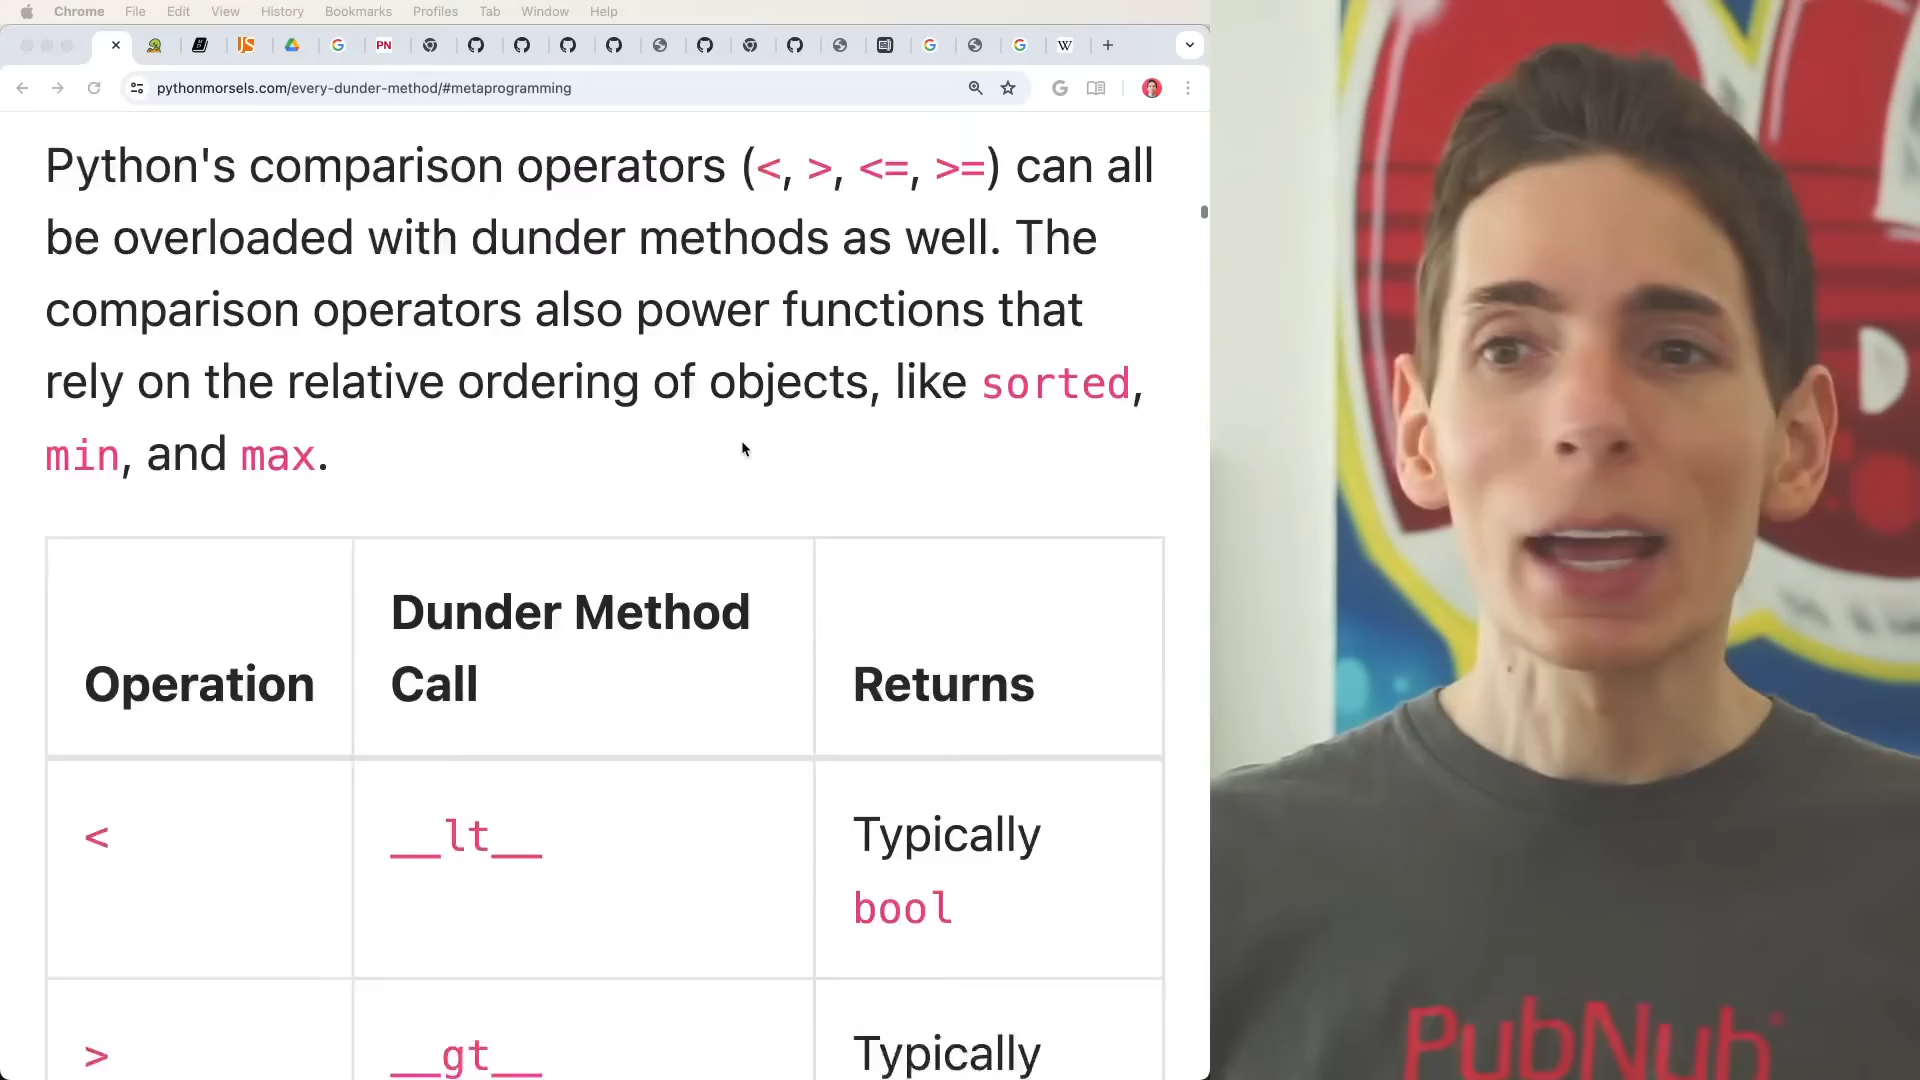 Chrome File Edit View History Bookmarks Profiles Tab Window Help
pythonmorsels.com/every-dunder-method/#metaprogramming
Python's comparison operators (<, >, <=, >=) can all
be overloaded with dunder methods as well. The
comparison operators also power functions that
rely on the relative ordering of objects, like sorted,
min, and max.
Operation Dunder Method Call Returns
< __lt__ Typically bool
> __gt__ Typically
PubNub